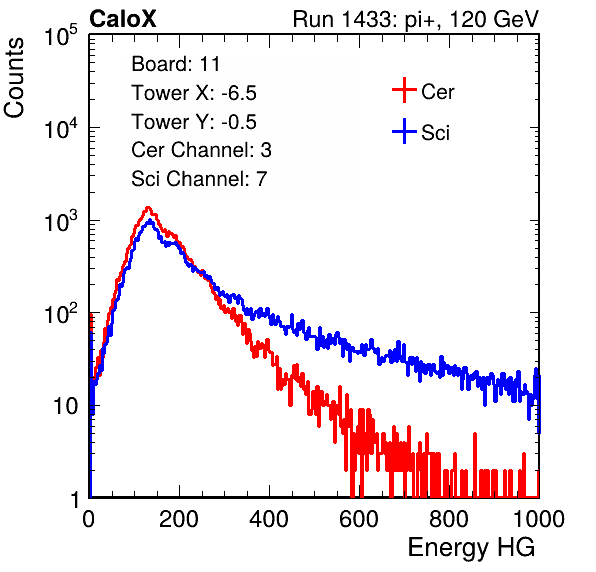 CaloX Run 1433: pi+, 120 GeV
Board: 11
Tower X: -6.5
Tower Y: -0.5
Cer Channel: 3
Sci Channel: 7
Cer
Sci
Counts
10^5
10^4
10^3
10^2
10
1
0 200 400 600 800 1000
Energy HG